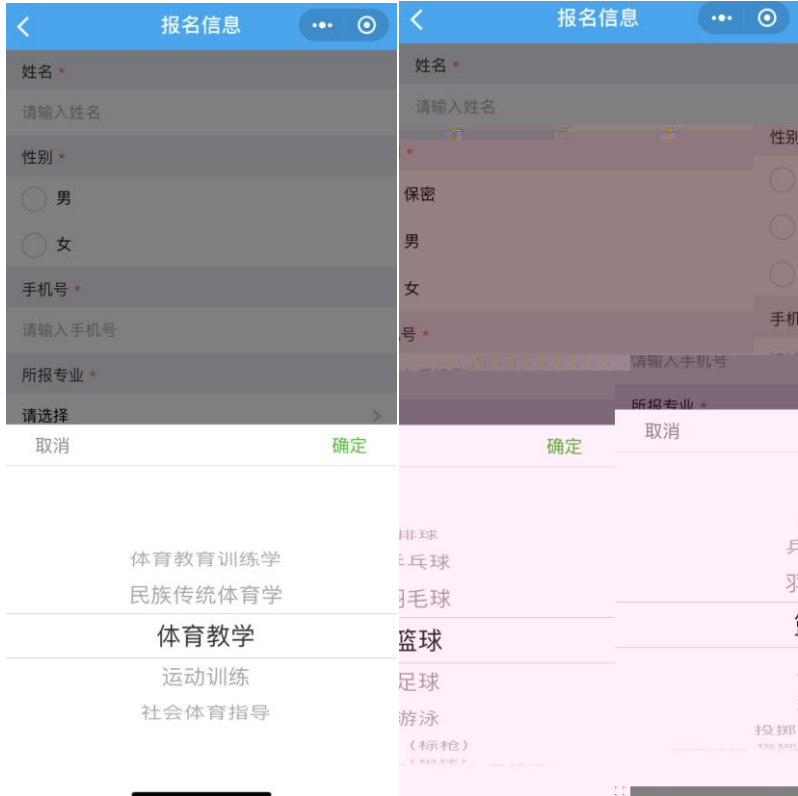 报名信息
姓名 *
请输入姓名
性别 *
男
女
手机号 *
请输入手机号
所报专业 *
请选择
取消 确定
体育教育训练学
民族传统体育学
体育教学
运动训练
社会体育指导
报名信息
姓名 *
请输入姓名
性别
*
保密
男
女
手机
号 *
请输入手机号
所报专业 *
取消
确定
排球
乒乓球
羽毛球
篮球
足球
游泳
(标枪)
投掷